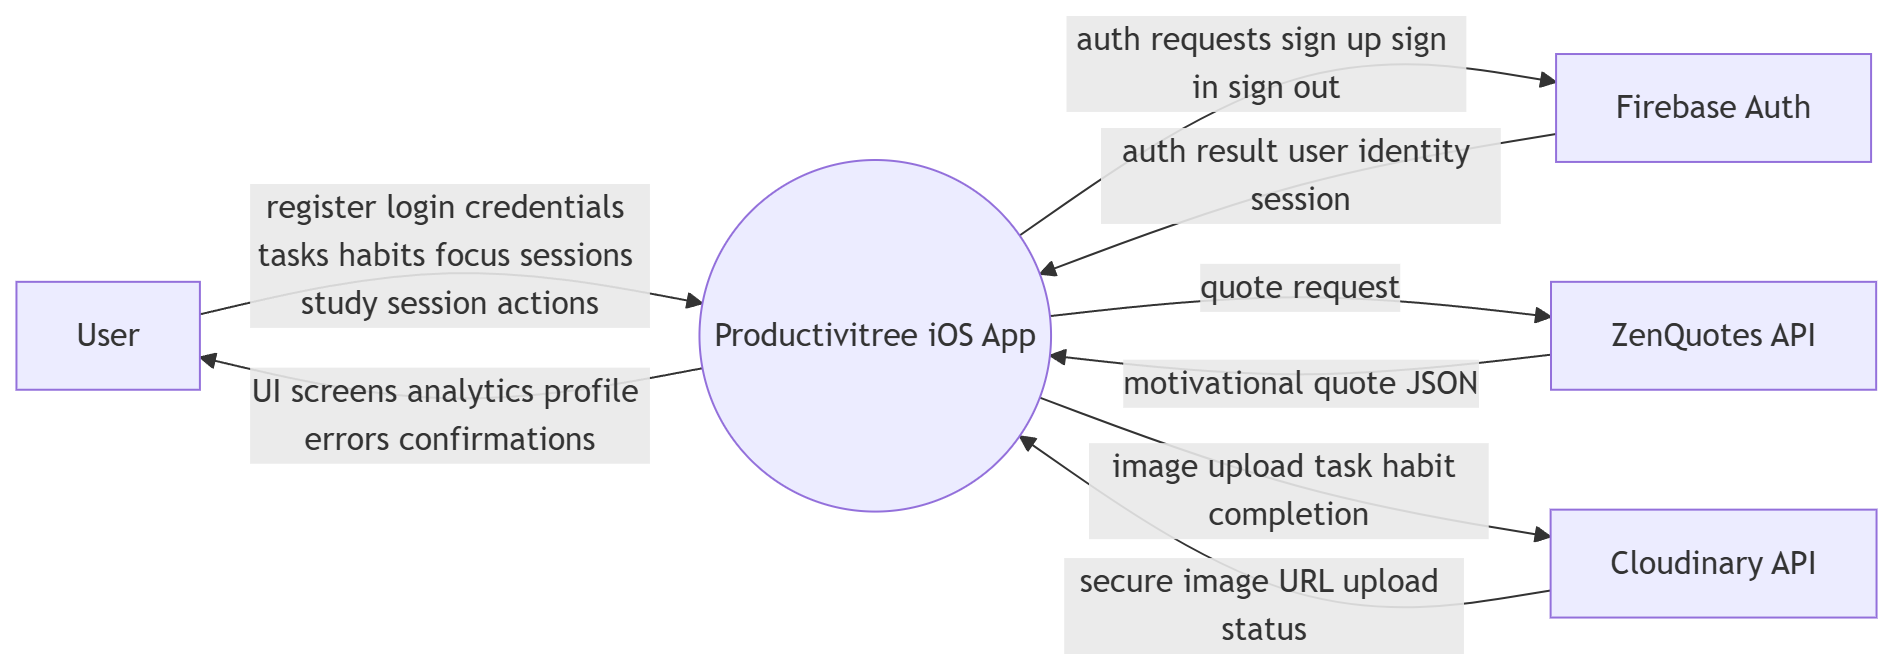 auth requests sign up sign
in sign out
Firebase Auth
auth result user identity
session
register login credentials
tasks habits focus sessions
study session actions
User
Productivitree iOS App
quote request
ZenQuotes API
motivational quote JSON
UI screens analytics profile
errors confirmations
image upload task habit
completion
Cloudinary API
secure image URL upload
status